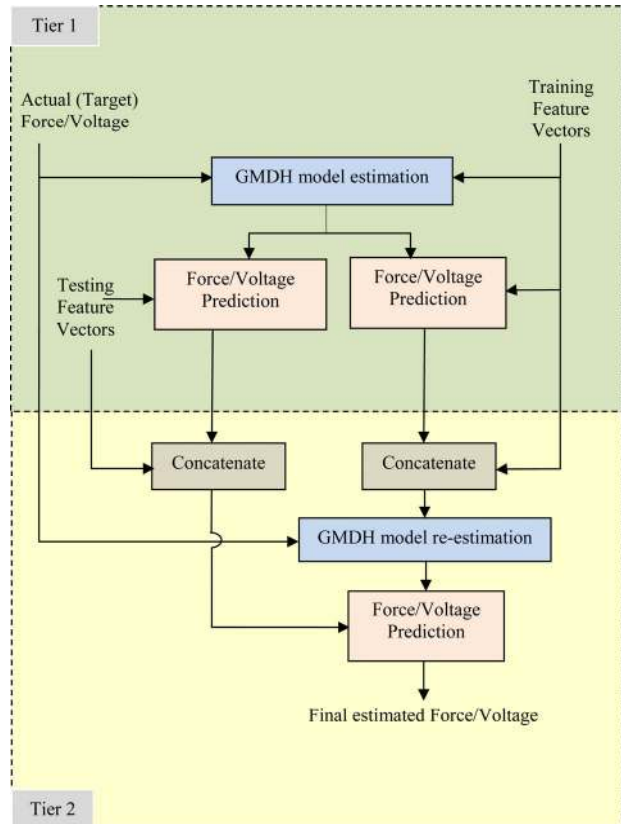 Tier 1
Actual (Target)
Force/Voltage
Training
Feature
Vectors
GMDH model estimation
Force/Voltage
Prediction
Force/Voltage
Prediction
Testing
Feature
Vectors
Concatenate
Concatenate
GMDH model re-estimation
Force/Voltage
Prediction
Final estimated Force/Voltage
Tier 2